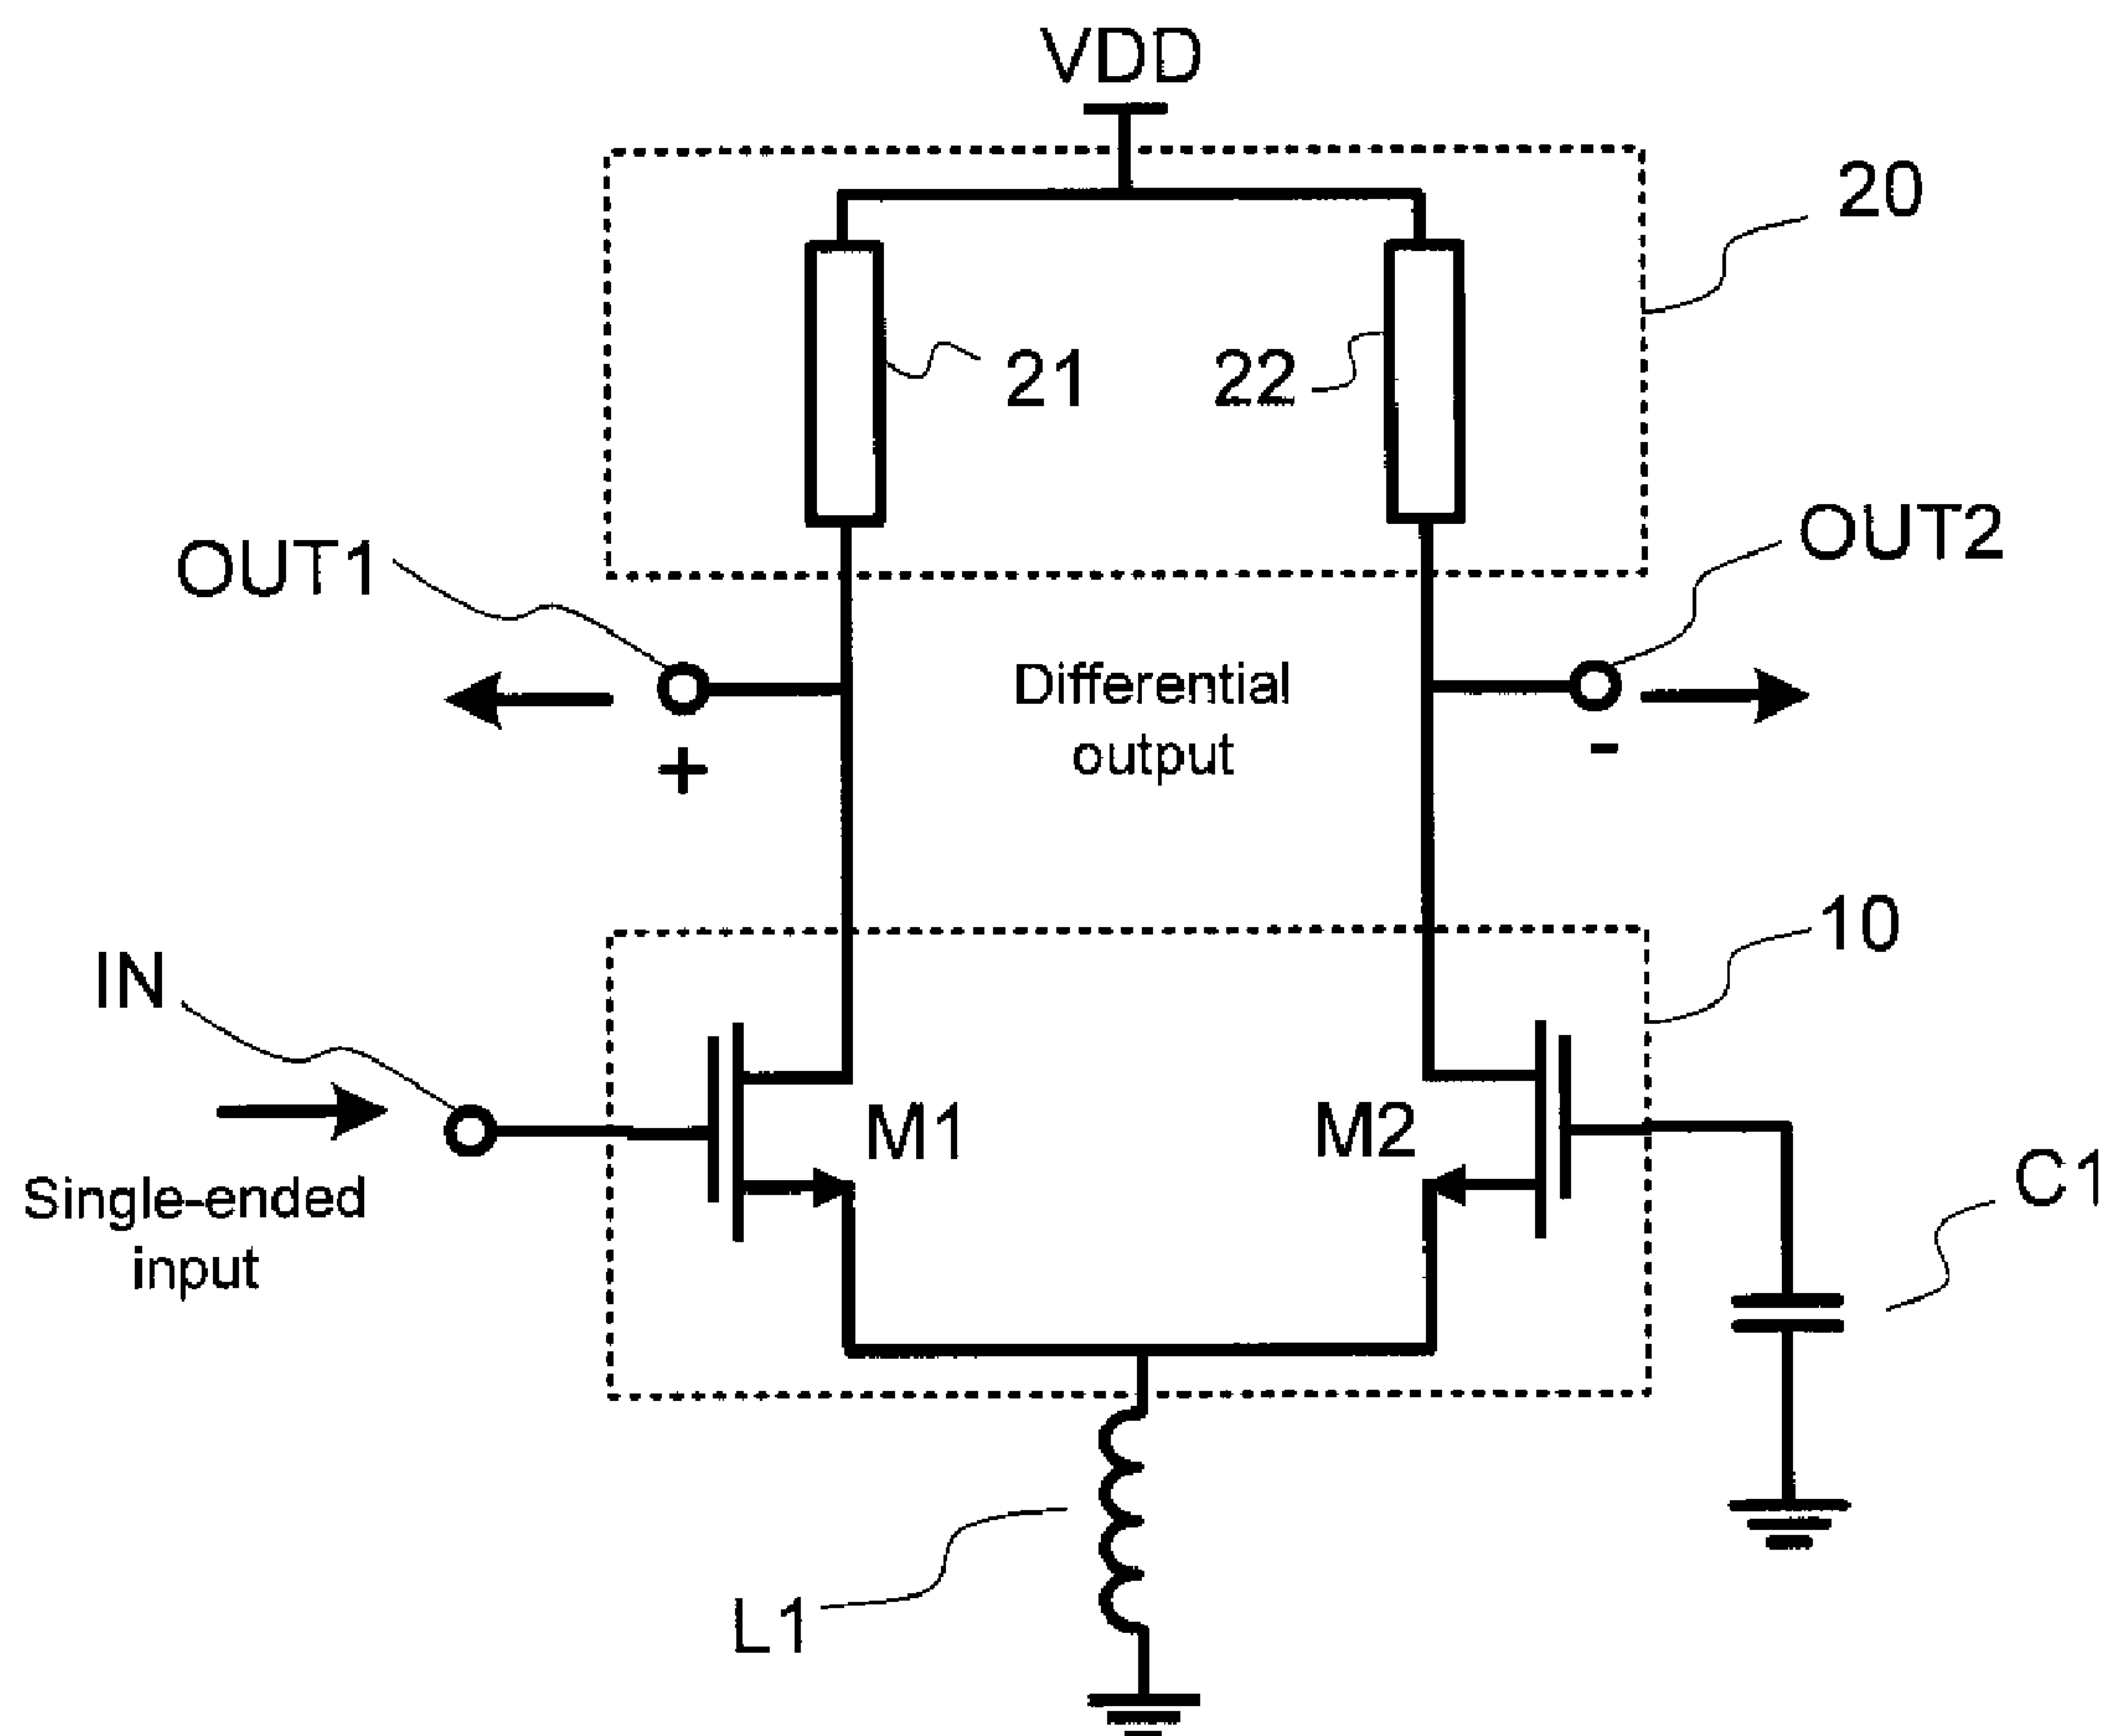 VDD
20
21
22
OUT1
OUT2
Differential
output
+
-
10
IN
M1
M2
Single-ended
input
C1
L1